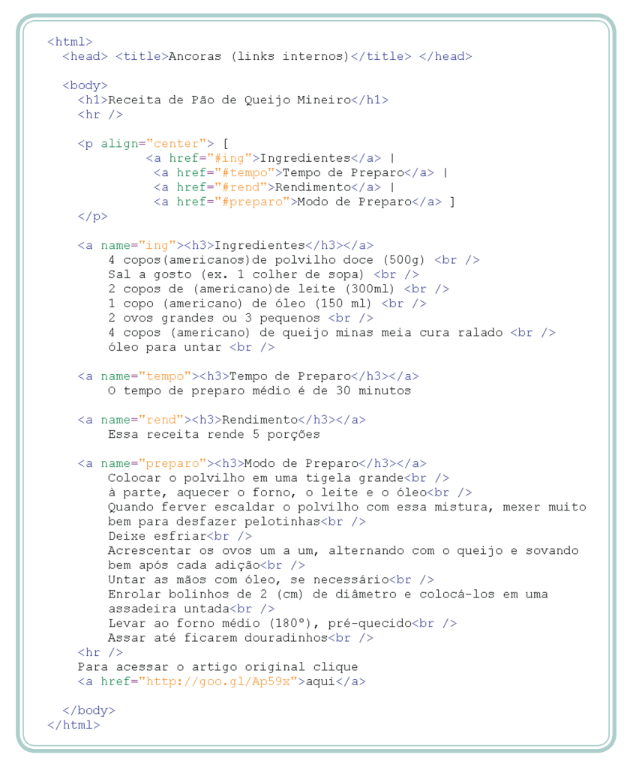 <html>
<head> <title>Ancoras (links internos)</title> </head>
<body>
<h1>Receita de Pão de Queijo Mineiro</h1>
<hr />
<p align="center"> [
<a href="#ing">Ingredientes</a> |
<a href="#tempo">Tempo de Preparo</a> |
<a href="#rend">Rendimento</a> |
<a href="#preparo">Modo de Preparo</a> ]
</p>
<a name="ing"><h3>Ingredientes</h3></a>
4 copos(americanos)de polvilho doce (500g) <br />
Sal a gosto (ex. 1 colher de sopa) <br />
2 copos de (americano)de leite (300ml) <br />
1 copo (americano) de óleo (150 ml) <br />
2 ovos grandes ou 3 pequenos <br />
4 copos (americano) de queijo minas meia cura ralado <br />
óleo para untar <br />
<a name="tempo"><h3>Tempo de Preparo</h3></a>
O tempo de preparo médio é de 30 minutos
<a name="rend"><h3>Rendimento</h3></a>
Essa receita rende 5 porções
<a name="preparo"><h3>Modo de Preparo</h3></a>
Colocar o polvilho em uma tigela grande<br />
à parte, aquecer o forno, o leite e o óleo<br />
Quando ferver escaldar o polvilho com essa mistura, mexer muito
bem para desfazer pelotinhas<br />
Deixe esfriar<br />
Acrescentar os ovos um a um, alternando com o queijo e sovando
bem após cada adição<br />
Untar as mãos com óleo, se necessário<br />
Enrolar bolinhos de 2 (cm) de diâmetro e colocá-los em uma
assadeira untada<br />
Levar ao forno médio (180º), pré-quecido<br />
Assar até ficarem douradinhos<br />
<hr />
Para acessar o artigo original clique
<a href="http://goo.gl/Ap59x">aqui</a>
</body>
</html>